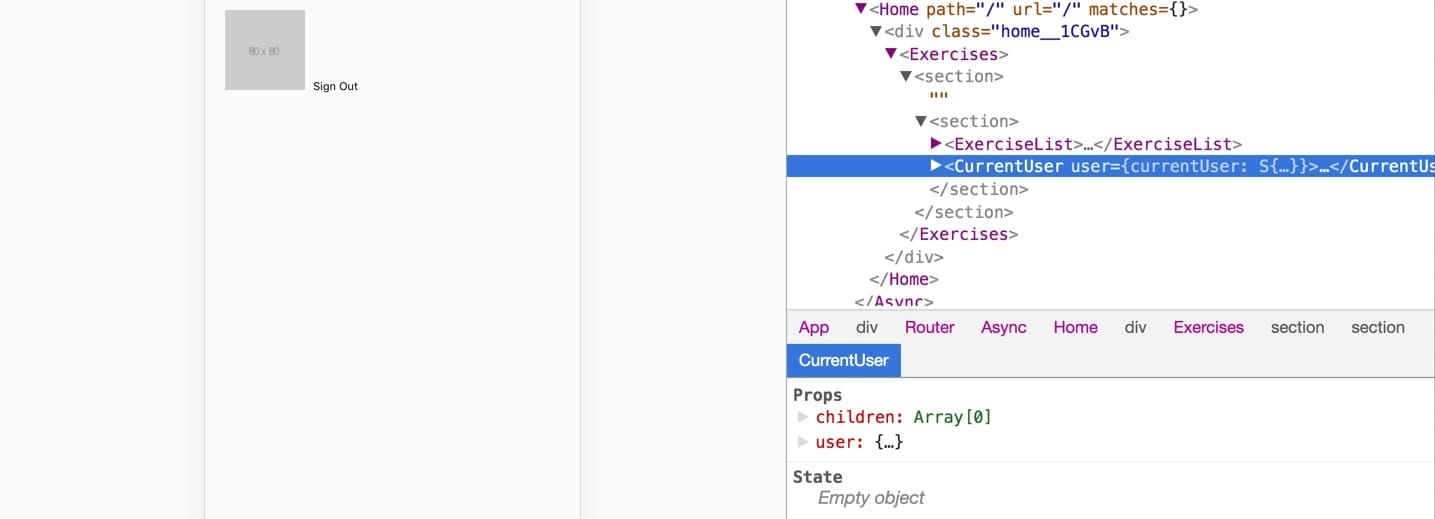 80 x 80
Sign Out
▼<Home path="/" url="/" matches={}>
▼<div class="home__1CGvB">
▼<Exercises>
▼<section>
""
▼<section>
▶<ExerciseList>…</ExerciseList>
▶<CurrentUser user={currentUser: S{…}}>…</CurrentUs
</section>
</section>
</Exercises>
</div>
</Home>
</Async>
App div Router Async Home div Exercises section section
CurrentUser
Props
▶ children: Array[0]
▶ user: {…}
State
Empty object